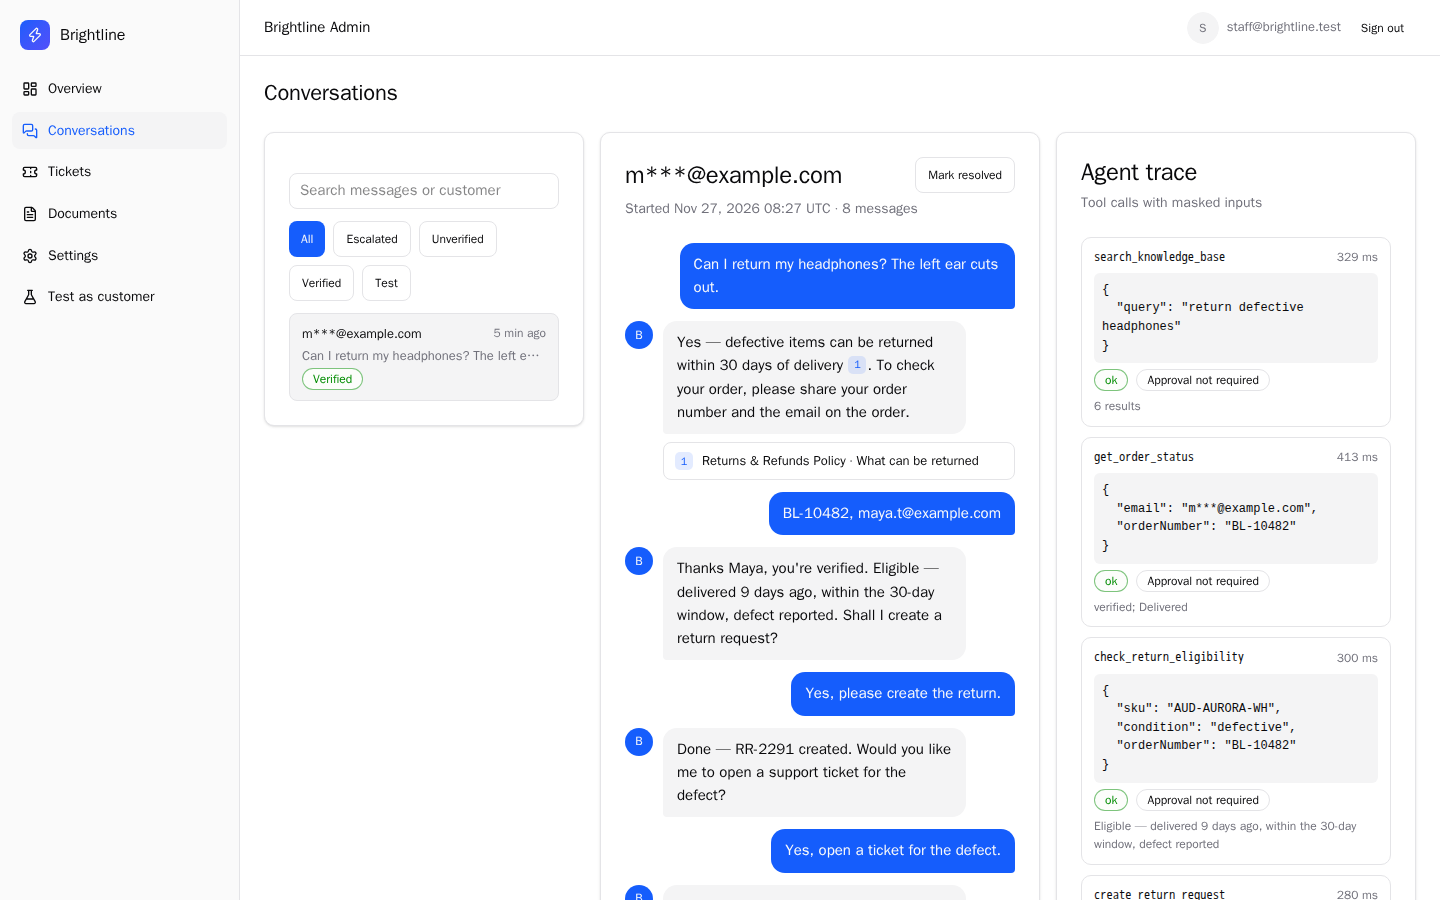 Brightline
Overview
Conversations
Tickets
Documents
Settings
Test as customer
Brightline Admin
S
staff@brightline.test
Sign out
Conversations
Search messages or customer
All
Escalated
Unverified
Verified
Test
m***@example.com
5 min ago
Can I return my headphones? The left e···
Verified
m***@example.com
Mark resolved
Started Nov 27, 2026 08:27 UTC · 8 messages
Can I return my headphones? The left ear cuts
out.
B
Yes — defective items can be returned
within 30 days of delivery 1 . To check
your order, please share your order
number and the email on the order.
1 Returns & Refunds Policy · What can be returned
BL-10482, maya.t@example.com
B
Thanks Maya, you're verified. Eligible —
delivered 9 days ago, within the 30-day
window, defect reported. Shall I create a
return request?
Yes, please create the return.
B
Done — RR-2291 created. Would you like
me to open a support ticket for the
defect?
Yes, open a ticket for the defect.
B
Agent trace
Tool calls with masked inputs
search_knowledge_base
329 ms
{
"query": "return defective
headphones"
}
ok
Approval not required
6 results
get_order_status
413 ms
{
"email": "m***@example.com",
"orderNumber": "BL-10482"
}
ok
Approval not required
verified; Delivered
check_return_eligibility
300 ms
{
"sku": "AUD-AURORA-WH",
"condition": "defective",
"orderNumber": "BL-10482"
}
ok
Approval not required
Eligible — delivered 9 days ago, within the 30-day
window, defect reported
create_return_request
280 ms